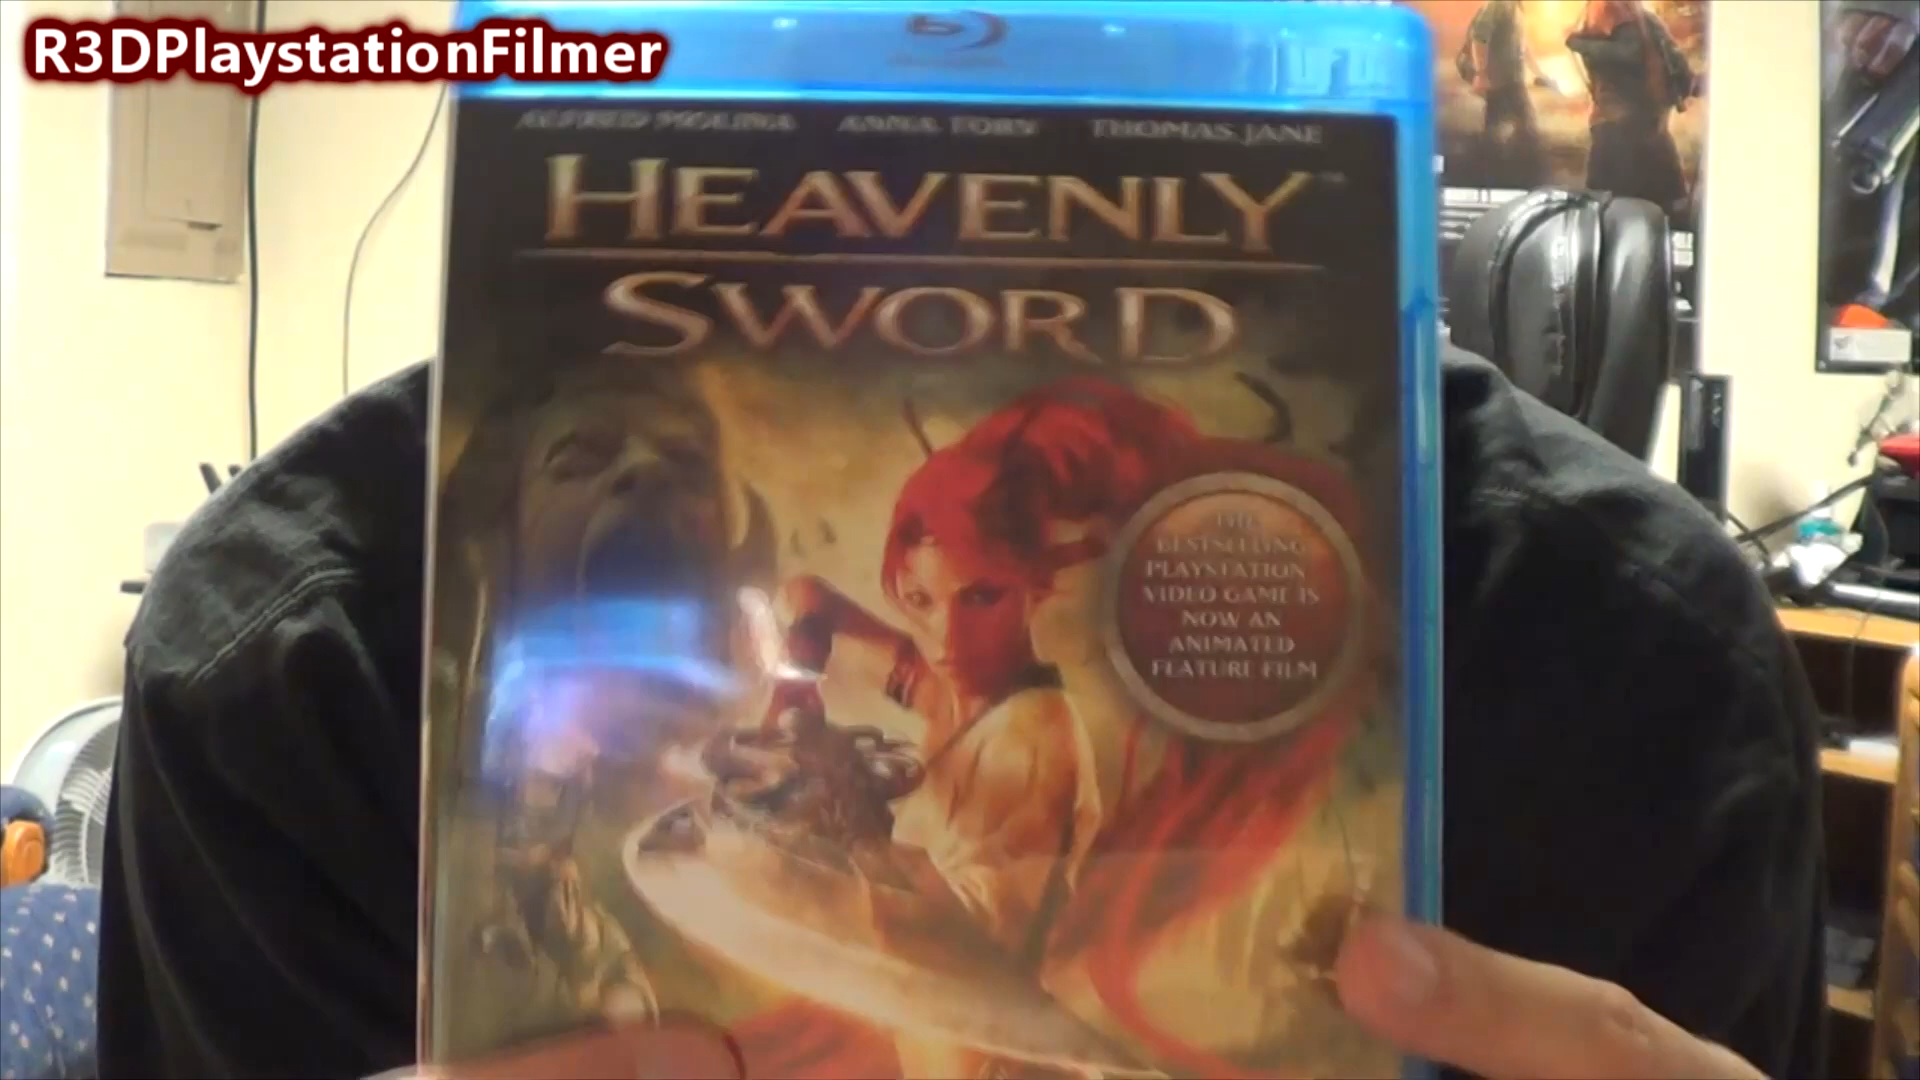 R3DPlaystationFilmer
ALFRED MOLINA ANNA TORV THOMAS JANE
HEAVENLY™
SWORD
THE
BESTSELLING
PLAYSTATION
VIDEO GAME IS
NOW AN
ANIMATED
FEATURE FILM